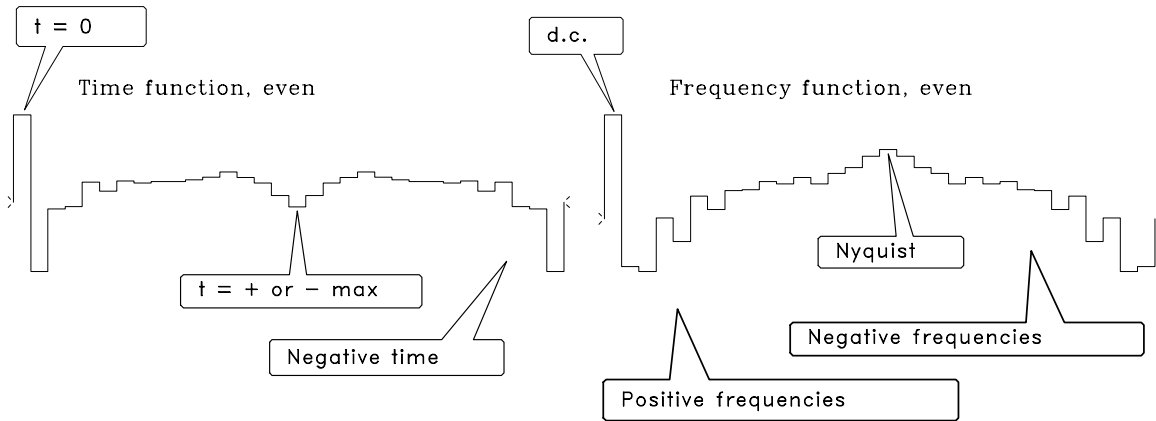 t = 0
d.c.
Time function, even
Frequency function, even
Nyquist
t = + or − max
Negative frequencies
Negative time
Positive frequencies